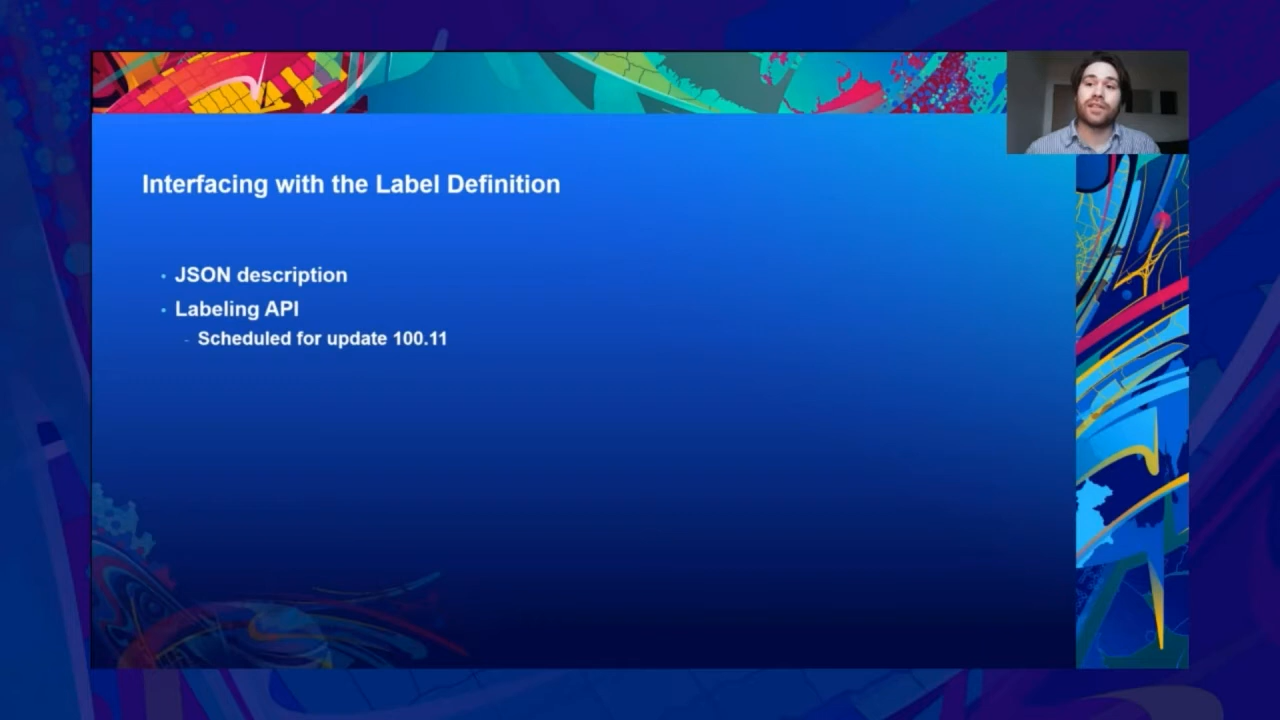 Interfacing with the Label Definition
• JSON description
• Labeling API
- Scheduled for update 100.11